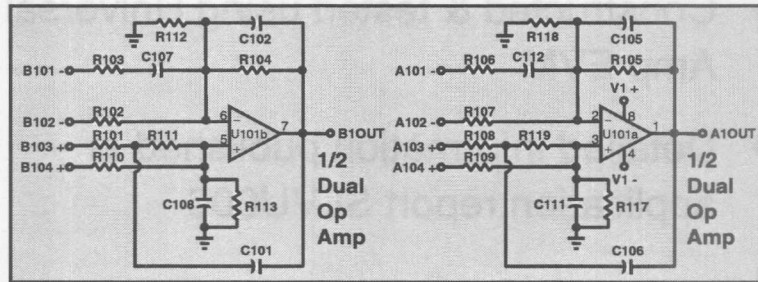 R112
C102
R103
C107
R104
B101 -
R102
B102 -
6
7
U101b
B1OUT
R101
R111
B103 +
5
R110
B104 +
1/2
Dual
Op
Amp
C108
R113
C101
R118
C105
R106
C112
R105
A101 -
V1 +
R107
A102 -
2
8
1
U101a
A1OUT
R108
R119
A103 +
3
4
R109
A104 +
V1 -
1/2
Dual
Op
Amp
C111
R117
C106